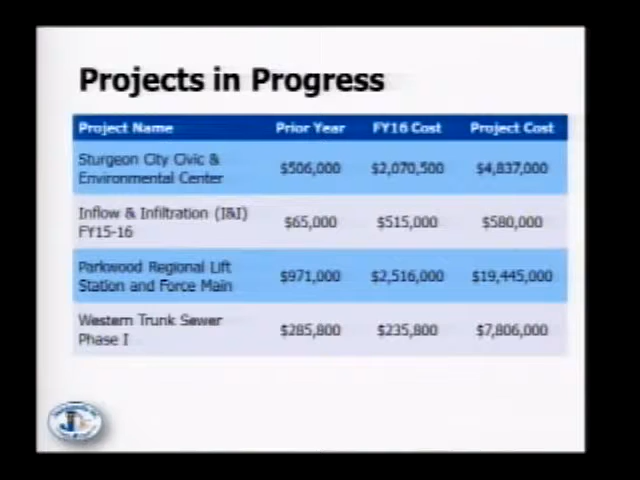 Projects in Progress
Project Name Prior Year FY16 Cost Project Cost
Sturgeon City Civic &
Environmental Center $506,000 $2,070,500 $4,837,000
Inflow & Infiltration (I&I)
FY15-16 $65,000 $515,000 $580,000
Parkwood Regional Lift
Station and Force Main $971,000 $2,516,000 $19,445,000
Western Trunk Sewer
Phase I $285,800 $235,800 $7,806,000